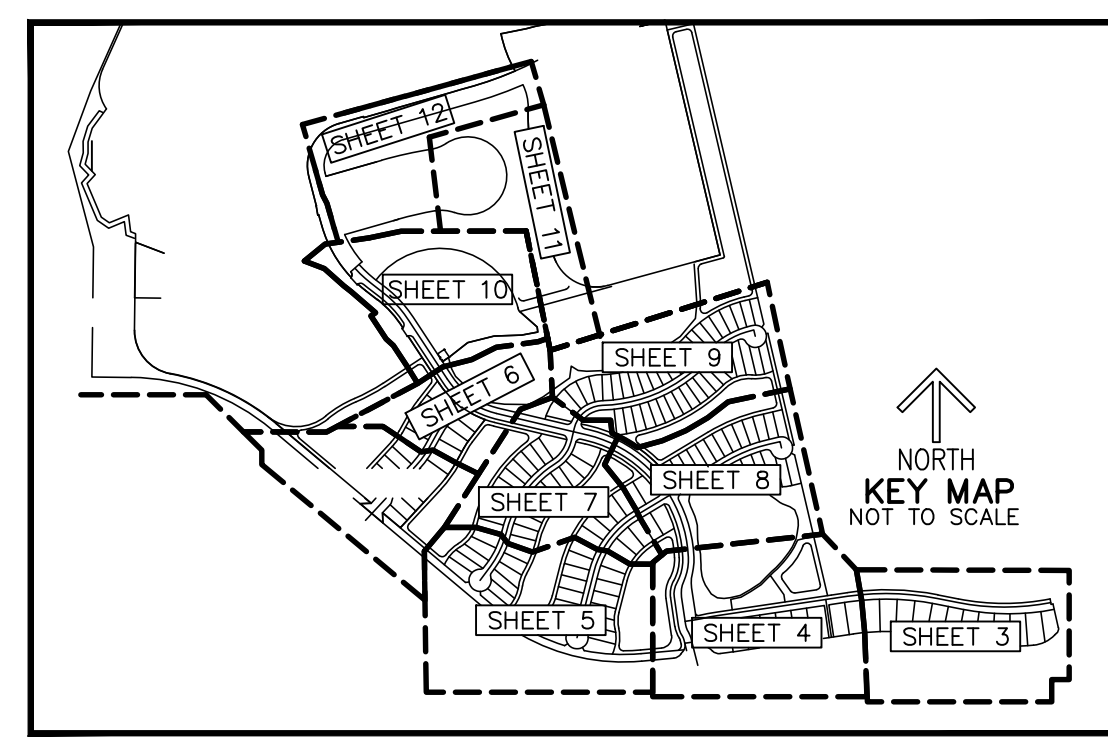 SHEET 12
SHEET 11
SHEET 10
SHEET 9
SHEET 6
SHEET 8
SHEET 7
SHEET 5
SHEET 4
SHEET 3
NORTH
KEY MAP
NOT TO SCALE